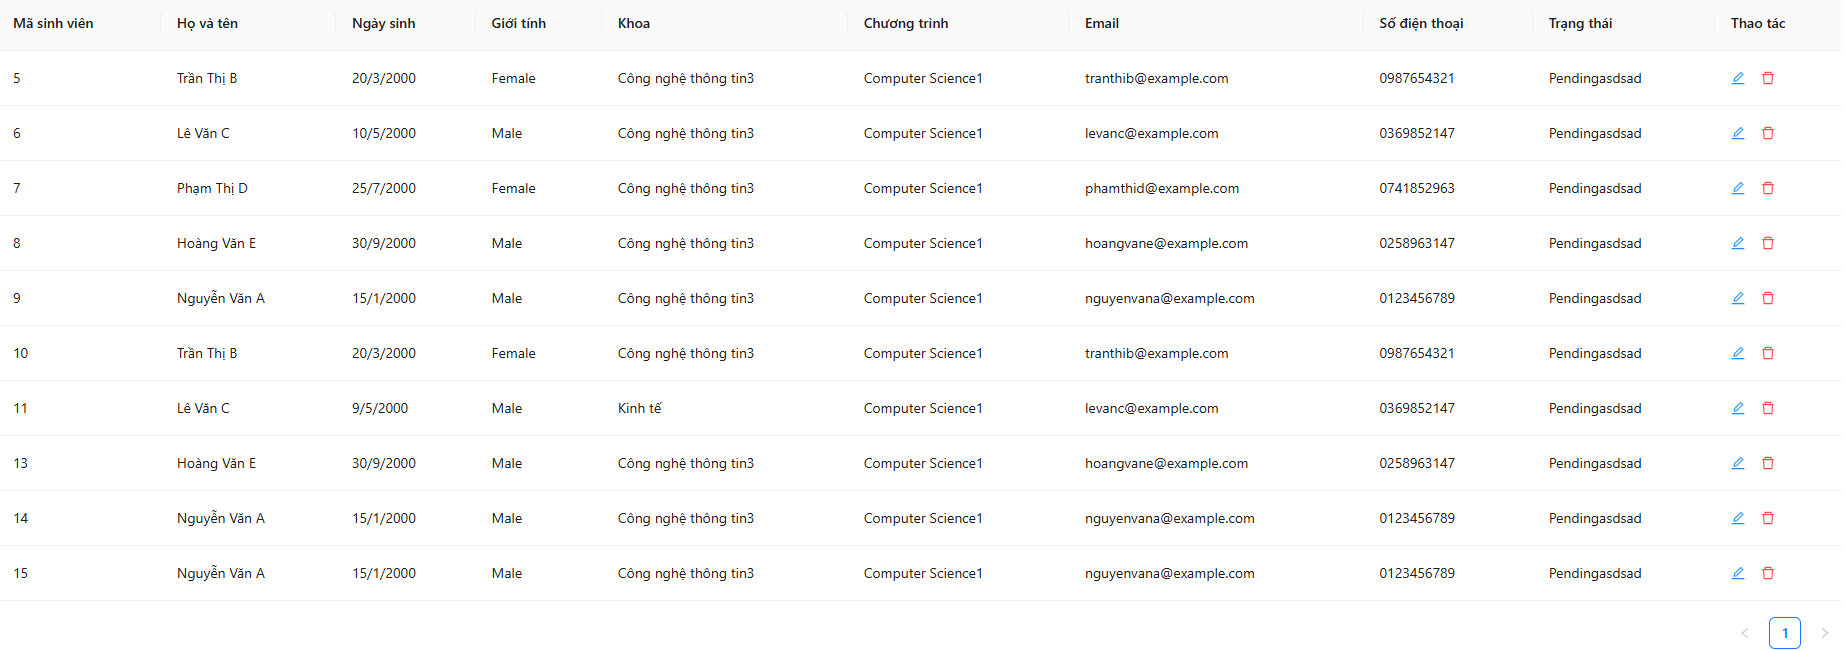 Mã sinh viên Họ và tên Ngày sinh Giới tính Khoa Chương trình Email Số điện thoại Trạng thái Thao tác
5 Trần Thị B 20/3/2000 Female Công nghệ thông tin3 Computer Science1 tranthib@example.com 0987654321 Pendingasdsad
6 Lê Văn C 10/5/2000 Male Công nghệ thông tin3 Computer Science1 levanc@example.com 0369852147 Pendingasdsad
7 Phạm Thị D 25/7/2000 Female Công nghệ thông tin3 Computer Science1 phamthid@example.com 0741852963 Pendingasdsad
8 Hoàng Văn E 30/9/2000 Male Công nghệ thông tin3 Computer Science1 hoangvane@example.com 0258963147 Pendingasdsad
9 Nguyễn Văn A 15/1/2000 Male Công nghệ thông tin3 Computer Science1 nguyenvana@example.com 0123456789 Pendingasdsad
10 Trần Thị B 20/3/2000 Female Công nghệ thông tin3 Computer Science1 tranthib@example.com 0987654321 Pendingasdsad
11 Lê Văn C 9/5/2000 Male Kinh tế Computer Science1 levanc@example.com 0369852147 Pendingasdsad
13 Hoàng Văn E 30/9/2000 Male Công nghệ thông tin3 Computer Science1 hoangvane@example.com 0258963147 Pendingasdsad
14 Nguyễn Văn A 15/1/2000 Male Công nghệ thông tin3 Computer Science1 nguyenvana@example.com 0123456789 Pendingasdsad
15 Nguyễn Văn A 15/1/2000 Male Công nghệ thông tin3 Computer Science1 nguyenvana@example.com 0123456789 Pendingasdsad
1